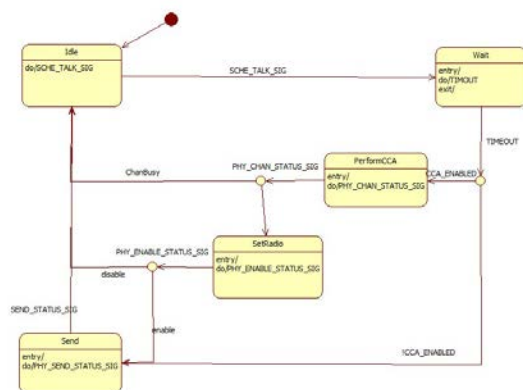 Idle
do/SCHE_TALK_SIG
SCHE_TALK_SIG
Wait
entry/
do/TIMOUT
exit/
TIMEOUT
PerformCCA
entry/
do/PHY_CHAN_STATUS_SIG
CCA_ENABLED
PHY_CHAN_STATUS_SIG
ChanBusy
SetRadio
entry/
do/PHY_ENABLE_STATUS_SIG
PHY_ENABLE_STATUS_SIG
disable
enable
SEND_STATUS_SIG
Send
entry/
do/PHY_SEND_STATUS_SIG
!CCA_ENABLED